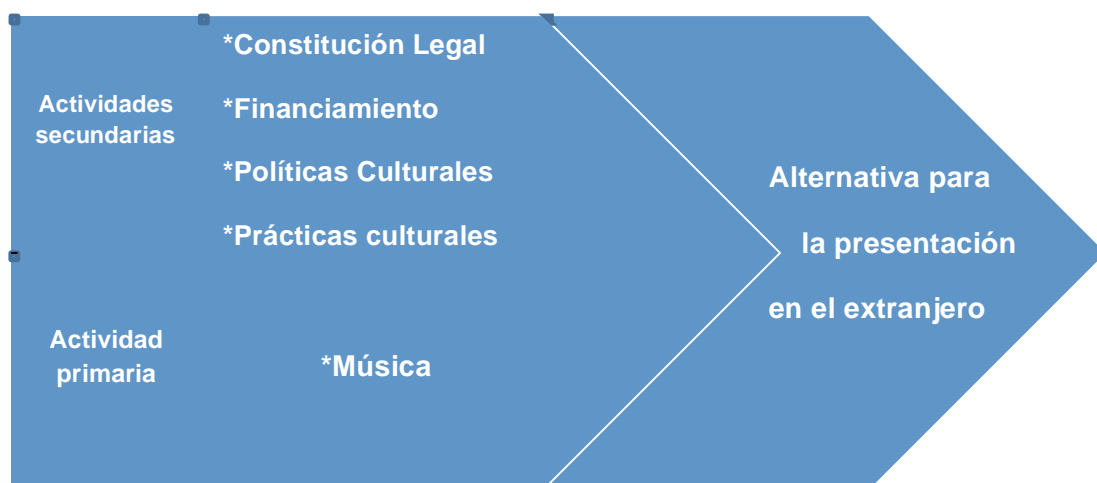 Actividades
secundarias
*Constitución Legal
*Financiamiento
*Políticas Culturales
*Prácticas culturales
Actividad
primaria
*Música
Alternativa para
la presentación
en el extranjero